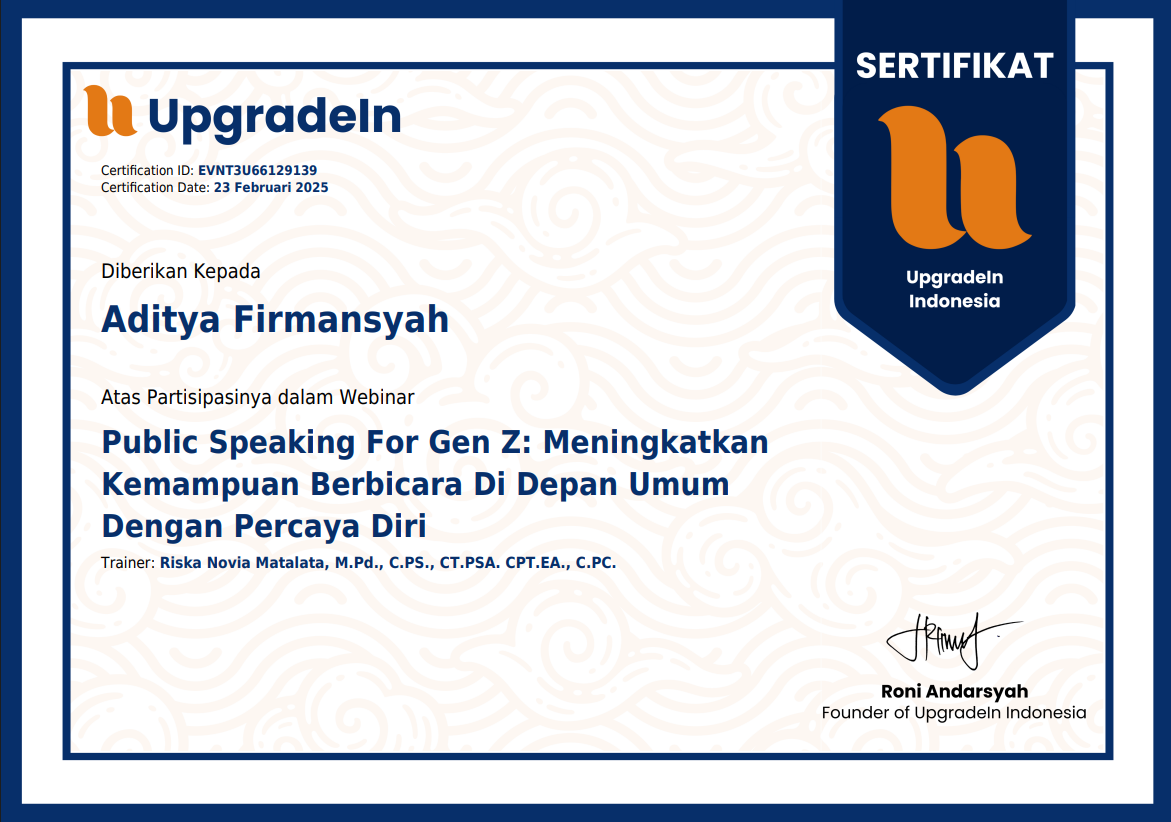 SERTIFIKAT
UpgradeIn
Certification ID: EVNT3U66129139
Certification Date: 23 Februari 2025
UpgradeIn
Indonesia
Diberikan Kepada
Aditya Firmansyah
Atas Partisipasinya dalam Webinar
Public Speaking For Gen Z: Meningkatkan
Kemampuan Berbicara Di Depan Umum
Dengan Percaya Diri
Trainer: Riska Novia Matalata, M.Pd., C.PS., CT.PSA. CPT.EA., C.PC.
Roni Andarsyah
Founder of UpgradeIn Indonesia